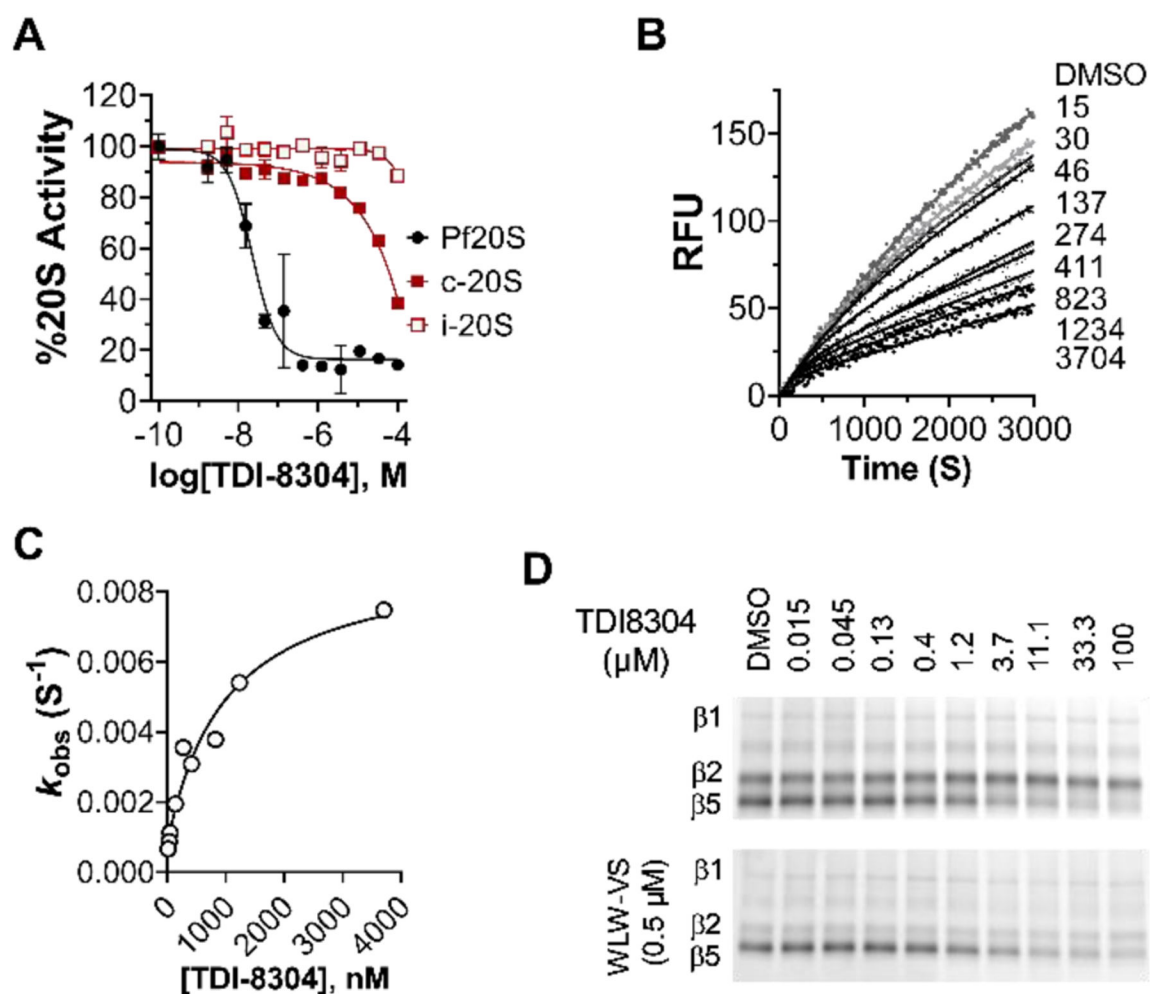 A
%20S Activity
120
100
80
60
40
20
0
-10
-8
-6
-4
log[TDI-8304], M
Pf20S
c-20S
i-20S
B
RFU
150
100
50
0
0
1000
2000
3000
Time (S)
DMSO
15
30
46
137
274
411
823
1234
3704
C
kobs (S-1)
0.008
0.006
0.004
0.002
0.000
0
1000
2000
3000
4000
[TDI-8304], nM
D
TDI8304
(μM)
DMSO
0.015
0.045
0.13
0.4
1.2
3.7
11.1
33.3
100
β1
β2
β5
WLW-VS
(0.5 μM)
β1
β2
β5